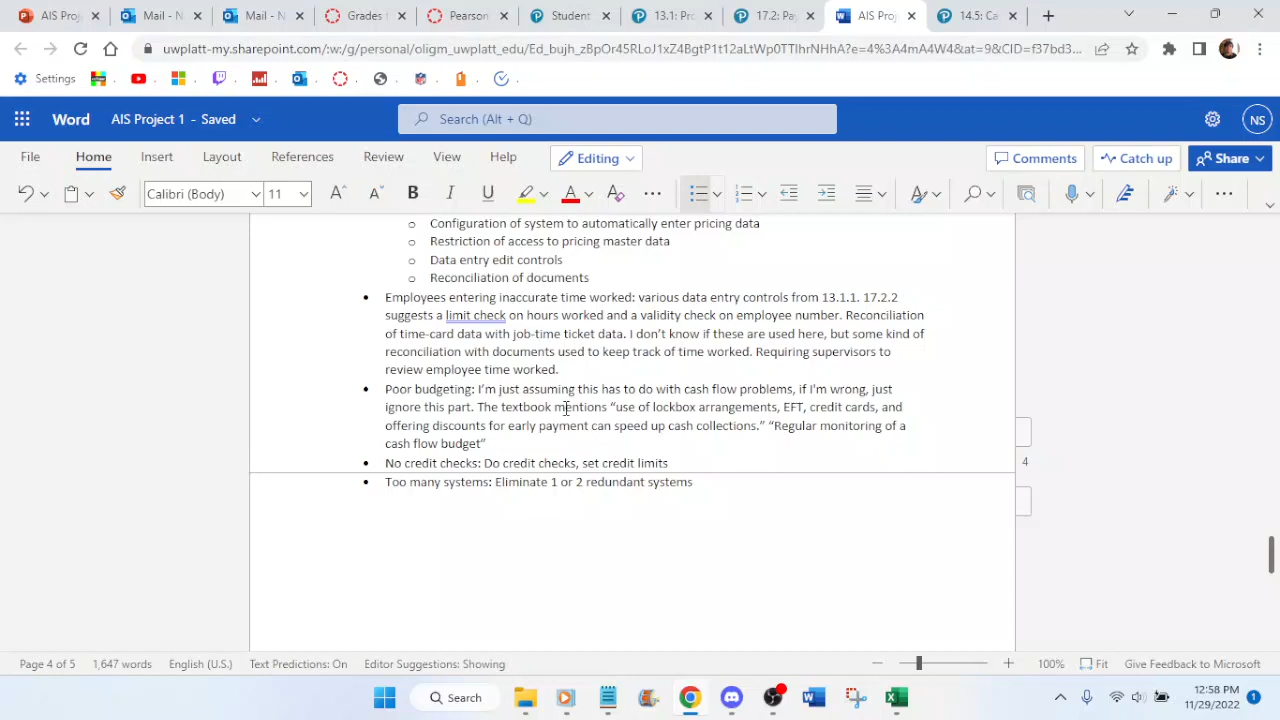 AIS Proj
Mail - N
Mail - N
Grades f
Pearson
Student
13.1: Pro
17.2: Pa
AIS Proj
14.5: Ca
uwplatt-my.sharepoint.com/:w:/g/personal/oligm_uwplatt_edu/
Settings
Word AIS Project 1 - Saved Search (Alt + Q) NS
File Home Insert Layout References Review View Help Editing Comments Catch up Share
Calibri (Body) 11
Configuration of system to automatically enter pricing data
Restriction of access to pricing master data
Data entry edit controls
Reconciliation of documents
Employees entering inaccurate time worked: various data entry controls from 13.1.1. 17.2.2
suggests a limit check on hours worked and a validity check on employee number. Reconciliation
of time-card data with job-time ticket data. I don't know if these are used here, but some kind of
reconciliation with documents used to keep track of time worked. Requiring supervisors to
review employee time worked.
Poor budgeting: I'm just assuming this has to do with cash flow problems, if I'm wrong, just
ignore this part. The textbook mentions “use of lockbox arrangements, EFT, credit cards, and
offering discounts for early payment can speed up cash collections.” “Regular monitoring of a
cash flow budget”
No credit checks: Do credit checks, set credit limits
4
Too many systems: Eliminate 1 or 2 redundant systems
Page 4 of 5 1,647 words English (U.S.) Text Predictions: On Editor Suggestions: Showing 100% Fit Give Feedback to Microsoft
Search
12:58 PM
11/29/2022
1